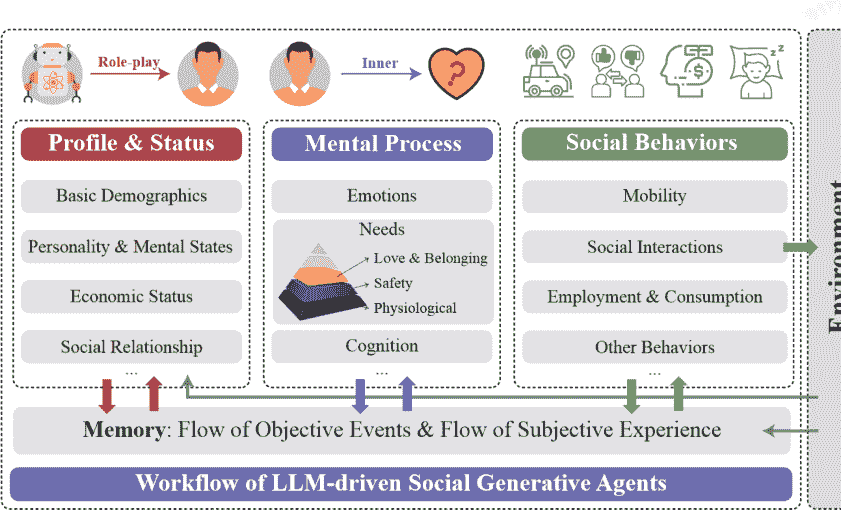 Role-play
Inner
?
$
z z
Profile & Status
Basic Demographics
Personality & Mental States
Economic Status
Social Relationship
...
Mental Process
Emotions
Needs
Love & Belonging
Safety
Physiological
Cognition
...
Social Behaviors
Mobility
Social Interactions
Employment & Consumption
Other Behaviors
...
Environment
Memory: Flow of Objective Events & Flow of Subjective Experience
Workflow of LLM-driven Social Generative Agents